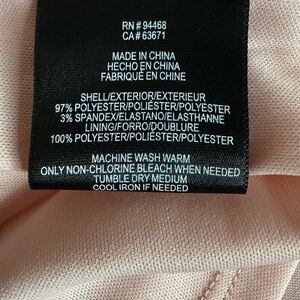 RN# 94468
CA# 63671
MADE IN CHINA
HECHO EN CHINA
FABRIQUÉ EN CHINE
SHELL/EXTERIOR/EXTERIEUR
97% POLYESTER/POLIÉSTER/POLYESTER
3% SPANDEX/ELASTANO/ELASTHANNE
LINING/FORRO/DOUBLURE
100% POLYESTER/POLIÉSTER/POLYESTER
MACHINE WASH WARM
ONLY NON-CHLORINE BLEACH WHEN NEEDED
TUMBLE DRY MEDIUM
COOL IRON IF NEEDED